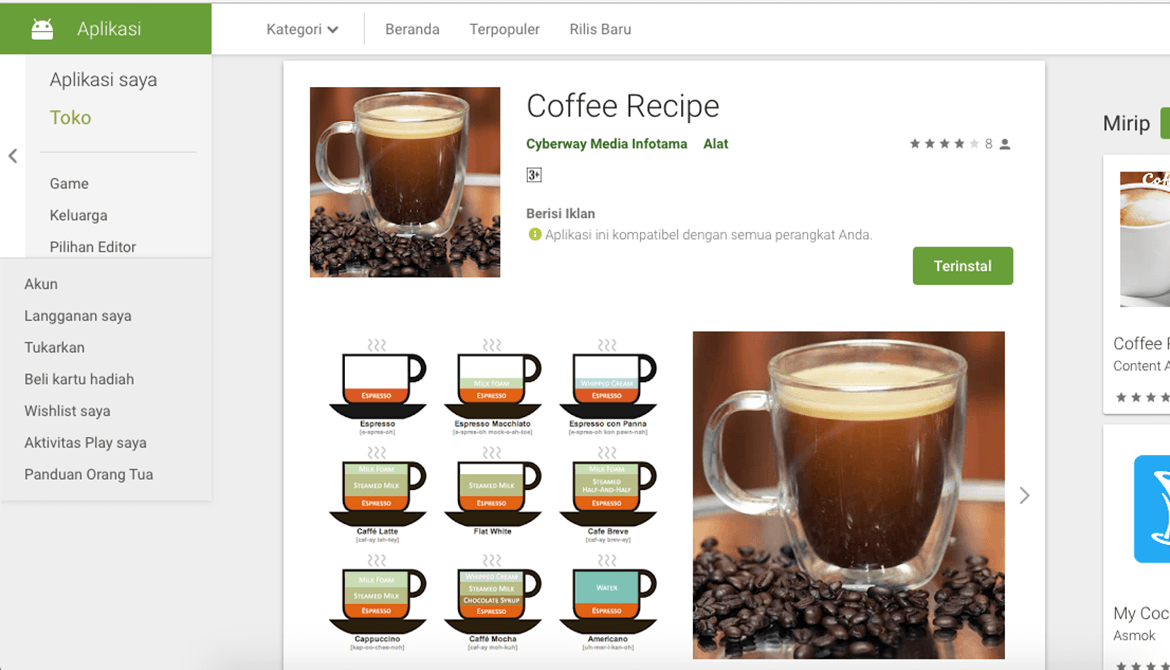 Aplikasi
Kategori
Beranda
Terpopuler
Rilis Baru
Aplikasi saya
Toko
Game
Keluarga
Pilihan Editor
Akun
Langganan saya
Tukarkan
Beli kartu hadiah
Wishlist saya
Aktivitas Play saya
Panduan Orang Tua
Coffee Recipe
Cyberway Media Infotama Alat
8
3+
Berisi Iklan
Aplikasi ini kompatibel dengan semua perangkat Anda.
Terinstal
ESPRESSO
Espresso
[e-spres-oh]
MILK FOAM
ESPRESSO
Espresso Macchiato
[e-spres-oh mock-e-ah-toe]
WHIPPED CREAM
ESPRESSO
Espresso con Panna
[e-spres-oh kon pawn-nah]
MILK FOAM
STEAMED MILK
ESPRESSO
Caffé Latte
[caf-ay lah-tey]
STEAMED MILK
ESPRESSO
Flat White
MILK FOAM
STEAMED
HALF-AND-HALF
ESPRESSO
Cafe Breve
[caf-ay brev-ay]
MILK FOAM
STEAMED MILK
ESPRESSO
Cappuccino
[kap-oo-chee-noh]
WHIPPED CREAM
STEAMED MILK
CHOCOLATE SYRUP
ESPRESSO
Caffé Mocha
[caf-ay moh-kuh]
WATER
ESPRESSO
Americano
[uh-mer-i-kan-oh]
Mirip
Cof
Coffee
Content A
My Coc
Asmok